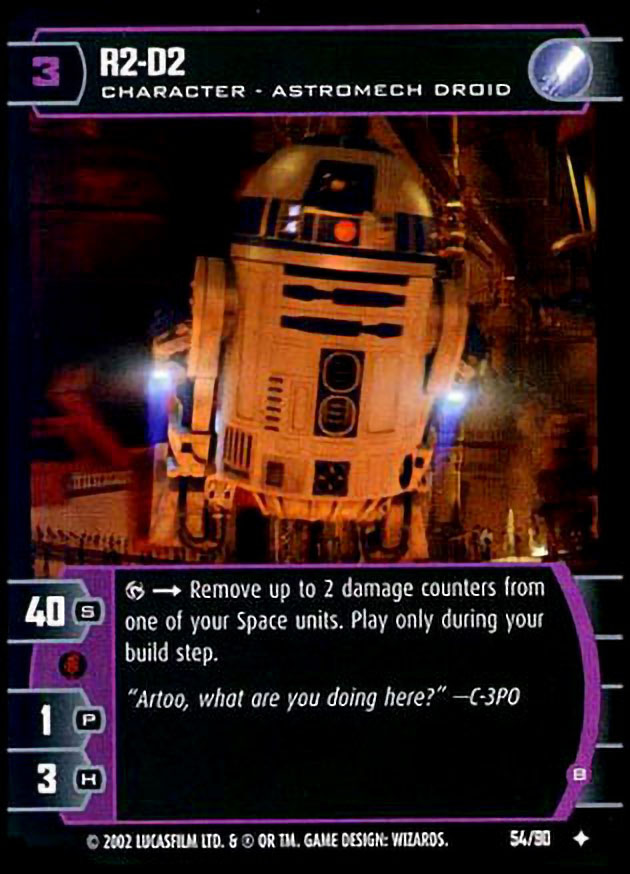 3
R2-D2
CHARACTER - ASTROMECH DROID
40 S
1 P
3 H
→ Remove up to 2 damage counters from
one of your Space units. Play only during your
build step.
"Artoo, what are you doing here?" —C-3PO
B
© 2002 LUCASFILM LTD. & ® OR TM. GAME DESIGN: WIZARDS.
54/90